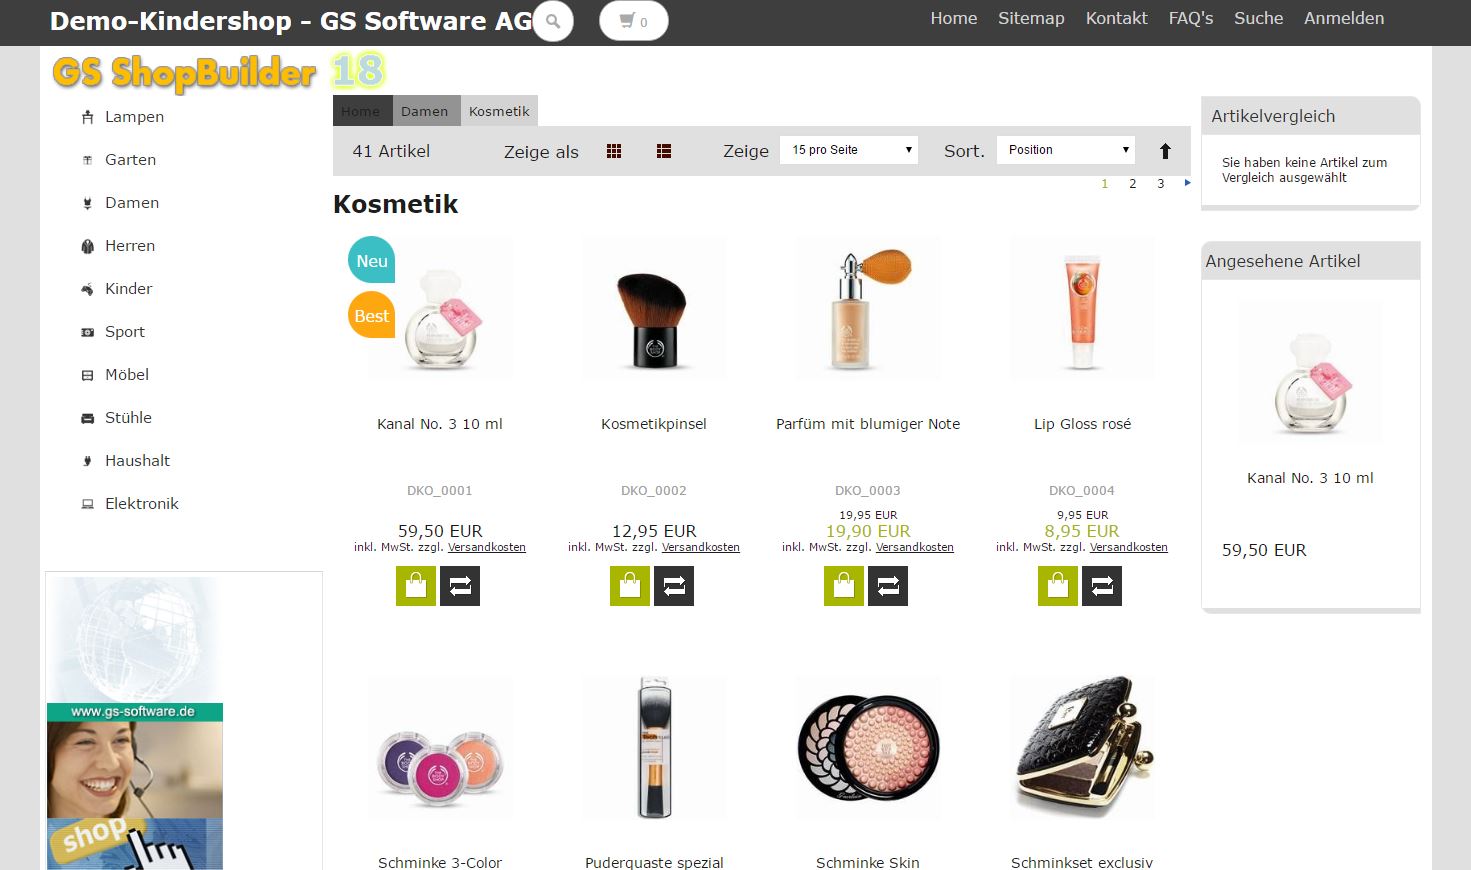 Demo-Kindershop - GS Software AG
0
Home Sitemap Kontakt FAQ's Suche Anmelden
GS ShopBuilder 18
Lampen
Garten
Damen
Herren
Kinder
Sport
Möbel
Stühle
Haushalt
Elektronik
www.gs-software.de
shop
Home Damen Kosmetik
41 Artikel Zeige als Zeige 15 pro Seite Sort. Position
1 2 3
Kosmetik
Neu
Best
Kanal No. 3 10 ml Kosmetikpinsel Parfüm mit blumiger Note Lip Gloss rosé
DKO_0001 DKO_0002 DKO_0003 DKO_0004
19,95 EUR 9,95 EUR
59,50 EUR 12,95 EUR 19,90 EUR 8,95 EUR
inkl. MwSt. zzgl. Versandkosten inkl. MwSt. zzgl. Versandkosten inkl. MwSt. zzgl. Versandkosten inkl. MwSt. zzgl. Versandkosten
Schminke 3-Color Puderquaste spezial Schminke Skin Schminkset exclusiv
Artikelvergleich
Sie haben keine Artikel zum
Vergleich ausgewählt
Angesehene Artikel
Kanal No. 3 10 ml
59,50 EUR